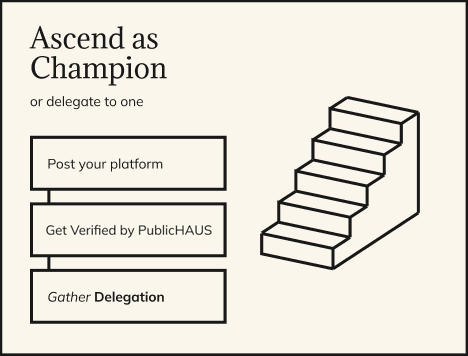 Ascend as
Champion
or delegate to one
Post your platform
Get Verified by PublicHAUS
Gather Delegation